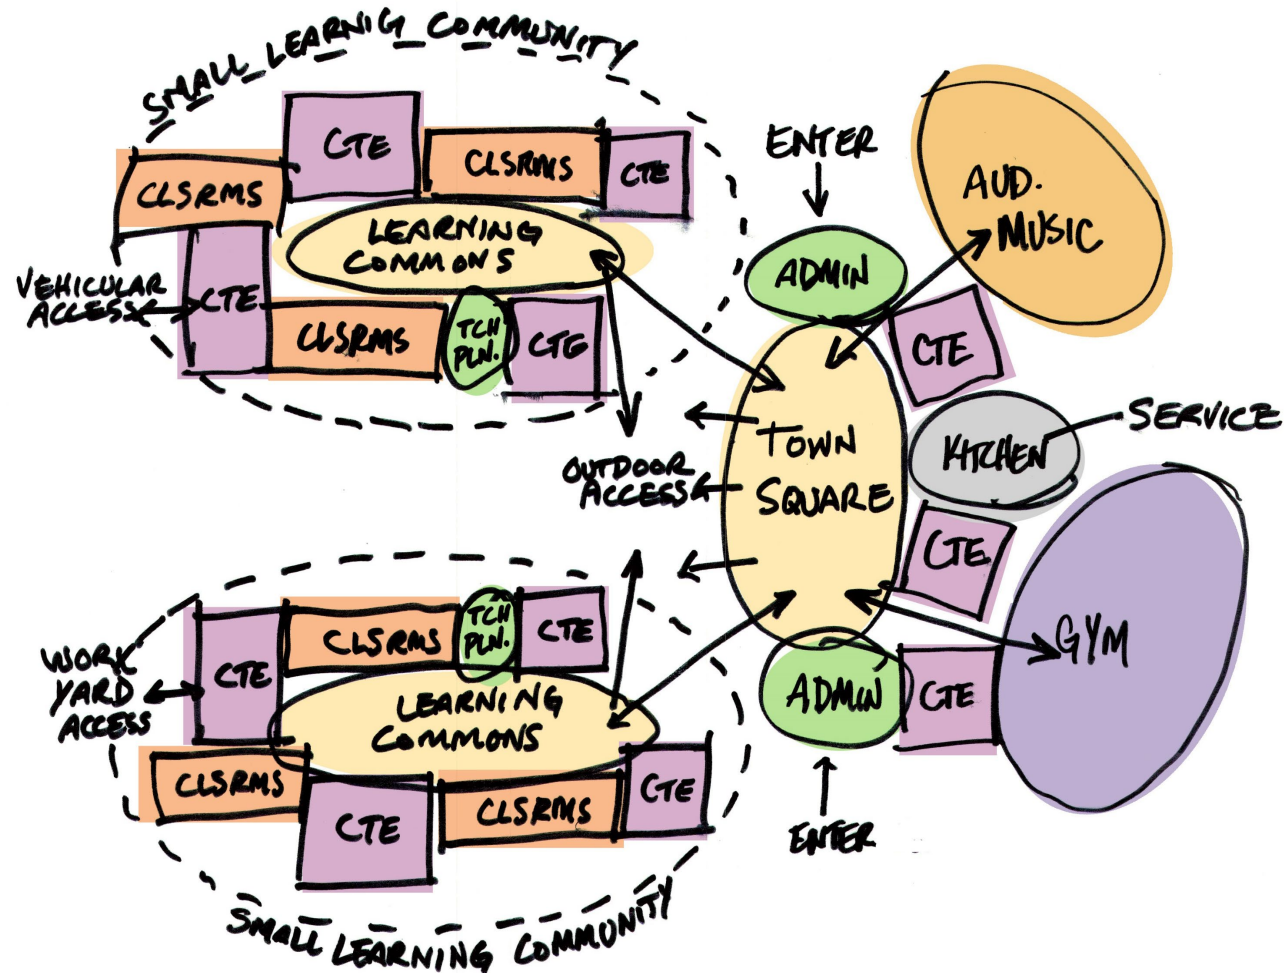 SMALL LEARNIG COMMUNITY
CTE
CLSRMS
CTE
CLSRMS
LEARNING
COMMONS
VEHICULAR
ACCESS
CTE
CLSRMS
TCH
PLN.
CTE
ENTER
ADMIN
AUD.
MUSIC
CTE
TOWN
SQUARE
KITCHEN
SERVICE
OUTDOOR
ACCESS
CTE
GYM
ADMIN
CTE
ENTER
WORK
YARD
ACCESS
CTE
CLSRMS
TCH
PLN.
CTE
LEARNING
COMMONS
CLSRMS
CTE
CLSRMS
CTE
SMALL LEARNING COMMUNITY